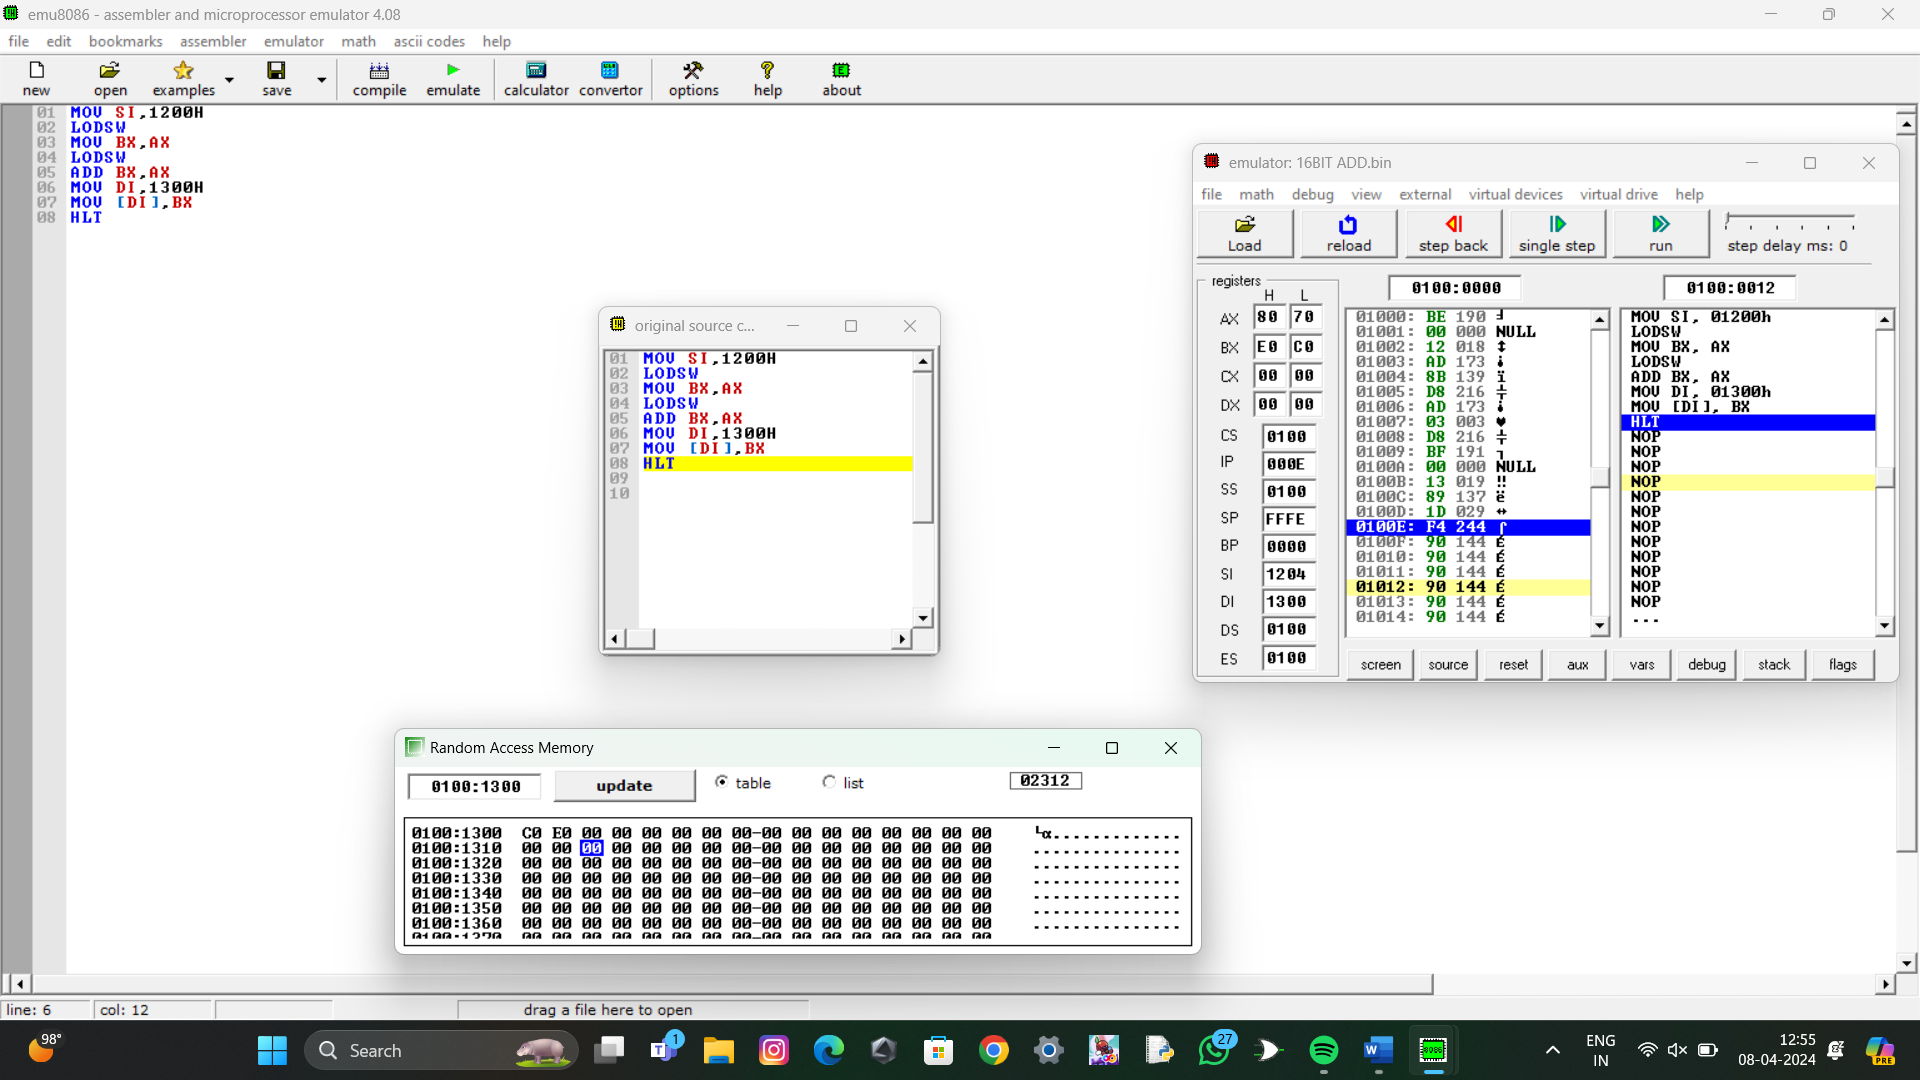 emu8086 - assembler and microprocessor emulator 4.08
file edit bookmarks assembler emulator math ascii codes help
new open examples save compile emulate calculator convertor options help about
01 MOV SI,1200H
02 LODSW
03 MOV BX,AX
04 LODSW
05 ADD BX,AX
06 MOV DI,1300H
07 MOV [DI],BX
08 HLT
original source c...
01 MOV SI,1200H
02 LODSW
03 MOV BX,AX
04 LODSW
05 ADD BX,AX
06 MOV DI,1300H
07 MOV [DI],BX
08 HLT
09
10
emulator: 16BIT ADD.bin
file math debug view external virtual devices virtual drive help
Load reload step back single step run step delay ms: 0
registers
H L
AX 80 70
BX E0 C0
CX 00 00
DX 00 00
CS 0100
IP 000E
SS 0100
SP FFFE
BP 0000
SI 1204
DI 1300
DS 0100
ES 0100
0100:0000
01000: BE 190 ╛
01001: 00 000 NULL
01002: 12 018 ↕
01003: AD 173 ¡
01004: 8B 139 ï
01005: D8 216 ╪
01006: AD 173 ¡
01007: 03 003 ♥
01008: D8 216 ╪
01009: BF 191 ┐
0100A: 00 000 NULL
0100B: 13 019 ‼
0100C: 89 137 ë
0100D: 1D 029 ↔
0100E: F4 244 ⌠
0100F: 90 144 É
01010: 90 144 É
01011: 90 144 É
01012: 90 144 É
01013: 90 144 É
01014: 90 144 É
0100:0012
MOV SI, 01200h
LODSW
MOV BX, AX
LODSW
ADD BX, AX
MOV DI, 01300h
MOV [DI], BX
HLT
NOP
NOP
NOP
NOP
NOP
NOP
NOP
NOP
NOP
NOP
NOP
NOP
...
screen source reset aux vars debug stack flags
Random Access Memory
0100:1300 update table list 02312
0100:1300 C0 E0 00 00 00 00 00 00-00 00 00 00 00 00 00 00 └α..............
0100:1310 00 00 00 00 00 00 00 00-00 00 00 00 00 00 00 00 ................
0100:1320 00 00 00 00 00 00 00 00-00 00 00 00 00 00 00 00 ................
0100:1330 00 00 00 00 00 00 00 00-00 00 00 00 00 00 00 00 ................
0100:1340 00 00 00 00 00 00 00 00-00 00 00 00 00 00 00 00 ................
0100:1350 00 00 00 00 00 00 00 00-00 00 00 00 00 00 00 00 ................
0100:1360 00 00 00 00 00 00 00 00-00 00 00 00 00 00 00 00 ................
0100:1370 00 00 00 00 00 00 00 00-00 00 00 00 00 00 00 00
line: 6 col: 12 drag a file here to open
98° Search 1 27 ENG 12:55
IN 08-04-2024 PRE